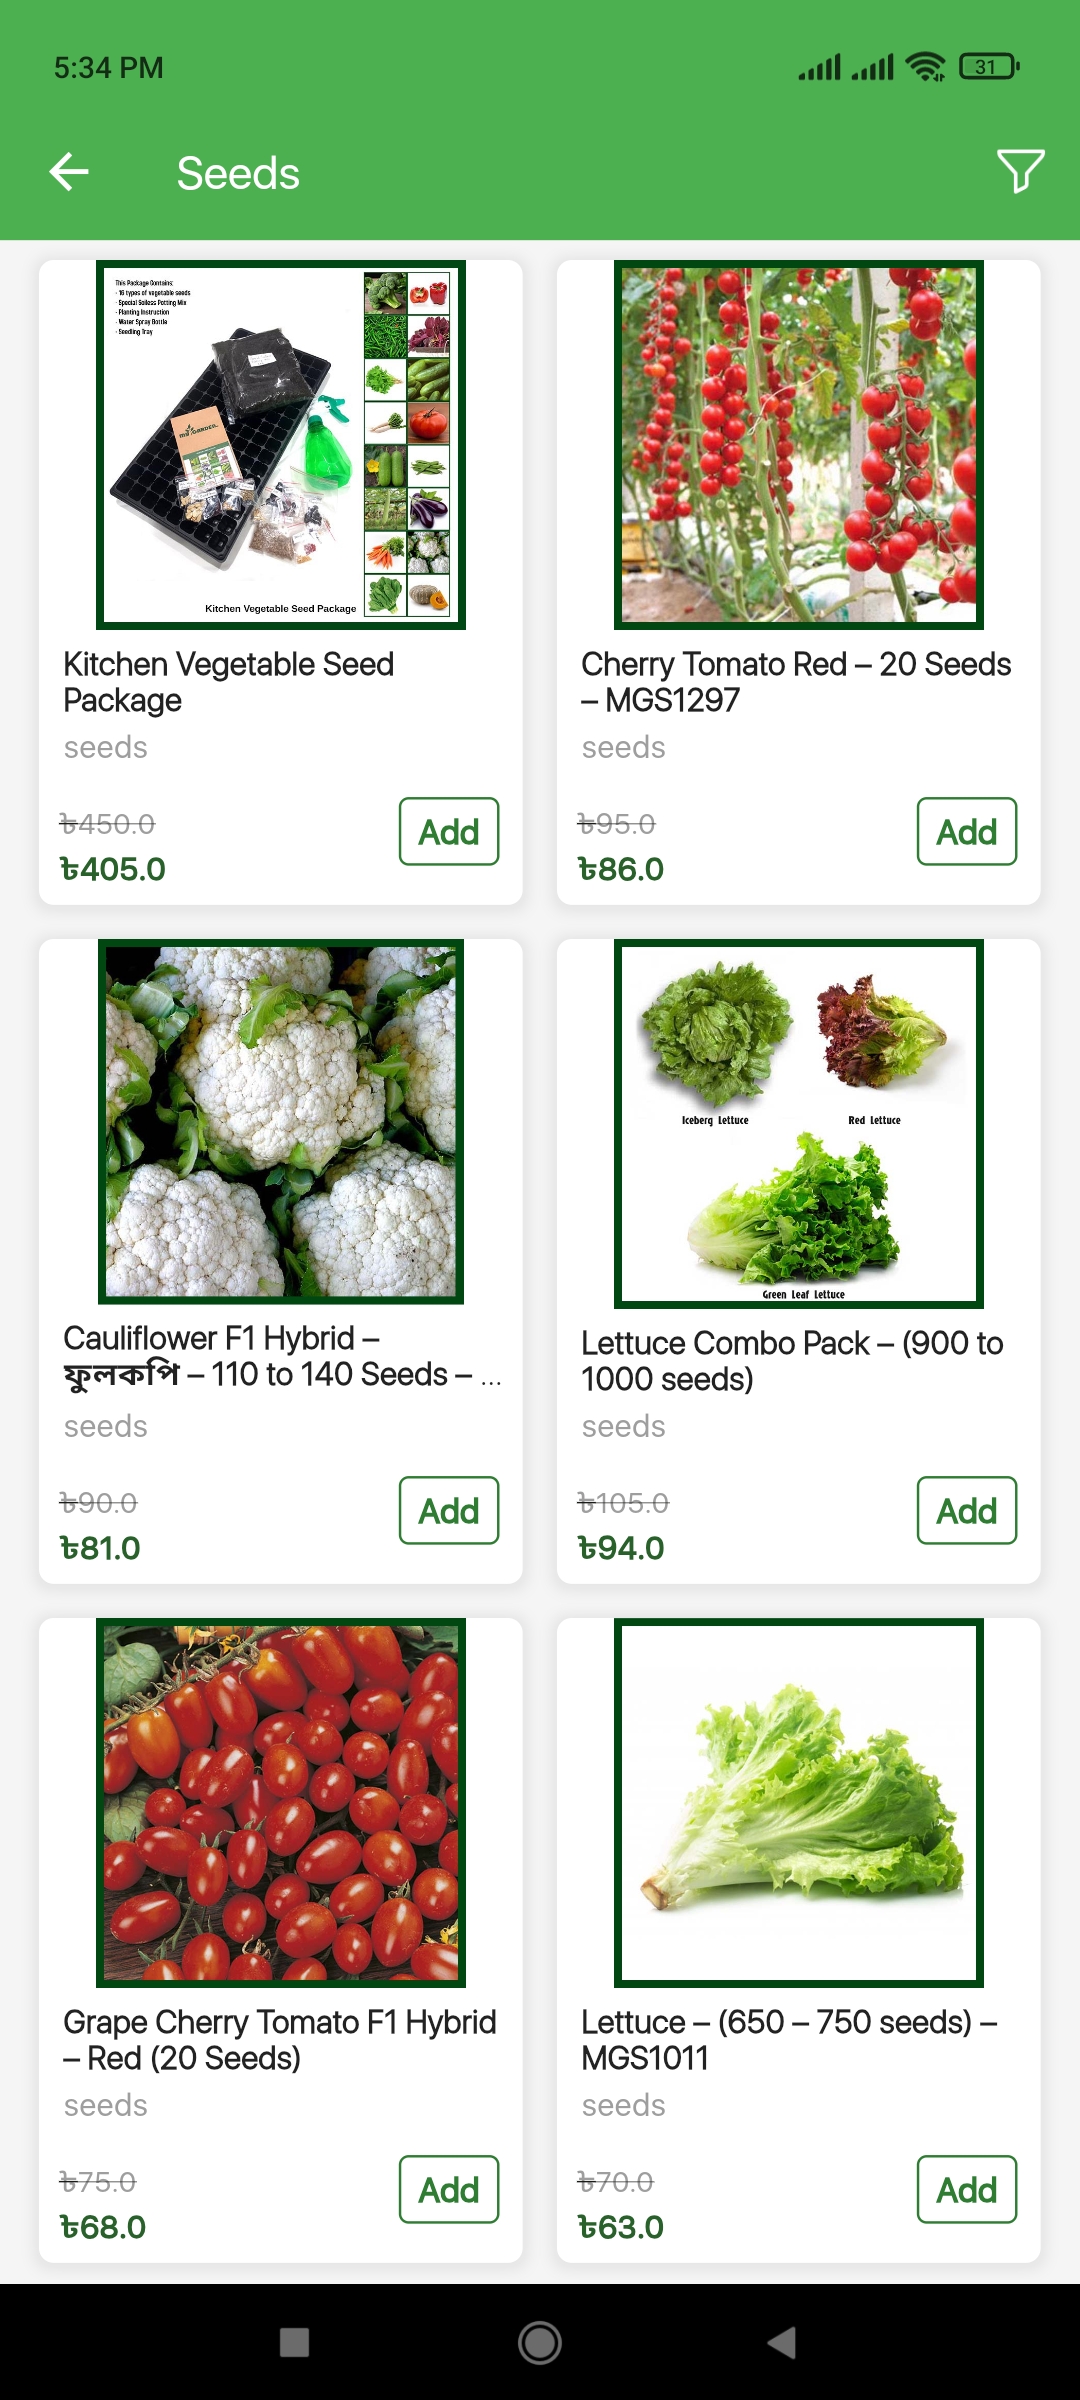 5:34 PM
31
Seeds
This Package Contains:
- 16 types of vegetable seeds
- Special Soiless Potting Mix
- Planting Instruction
- Water Spray Bottle
- Seedling Tray
Kitchen Vegetable Seed Package
Kitchen Vegetable Seed
Package
seeds
৳450.0
৳405.0
Add
Cherry Tomato Red – 20 Seeds
– MGS1297
seeds
৳95.0
৳86.0
Add
Cauliflower F1 Hybrid –
ফুলকপি – 110 to 140 Seeds – ...
seeds
৳90.0
৳81.0
Add
Iceberg Lettuce
Red Lettuce
Green Leaf Lettuce
Lettuce Combo Pack – (900 to
1000 seeds)
seeds
৳105.0
৳94.0
Add
Grape Cherry Tomato F1 Hybrid
– Red (20 Seeds)
seeds
৳75.0
৳68.0
Add
Lettuce – (650 – 750 seeds) –
MGS1011
seeds
৳70.0
৳63.0
Add